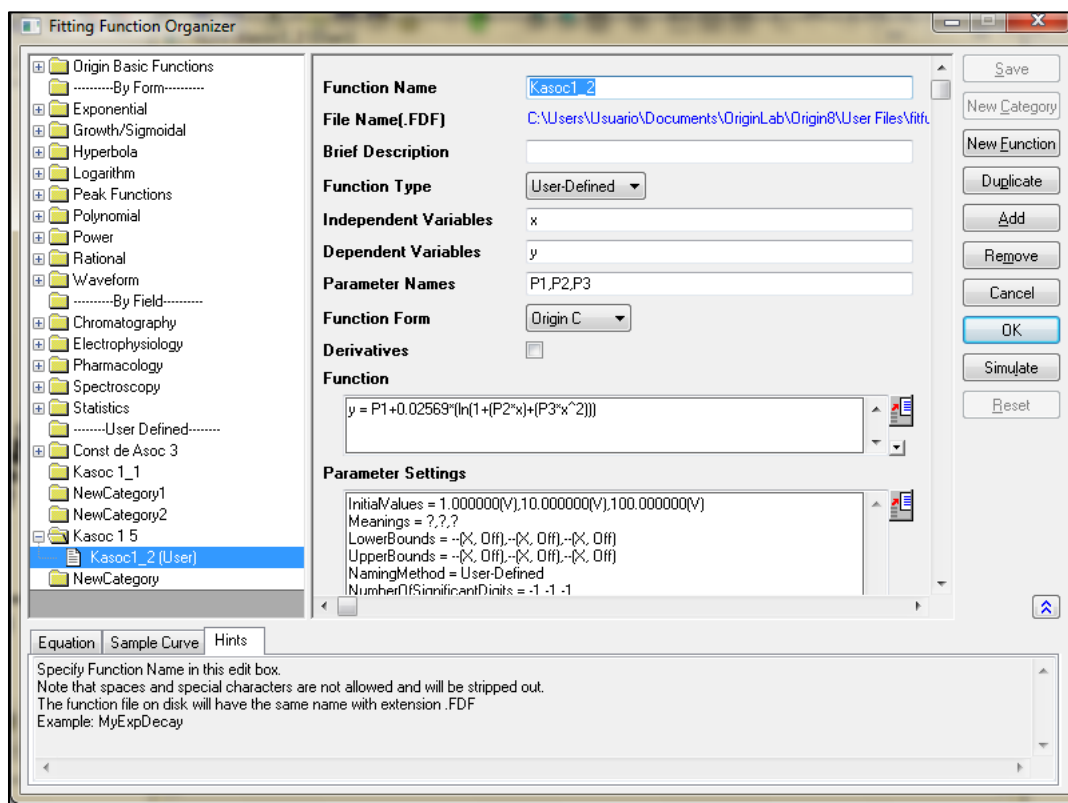 Fitting Function Organizer
Origin Basic Functions
---------By Form---------
Exponential
Growth/Sigmoidal
Hyperbola
Logarithm
Peak Functions
Polynomial
Power
Rational
Waveform
---------By Field---------
Chromatography
Electrophysiology
Pharmacology
Spectroscopy
Statistics
--------User Defined--------
Const de Asoc 3
Kasoc 1_1
NewCategory1
NewCategory2
Kasoc 1 5
Kasoc1_2 (User)
NewCategory
Function Name Kasoc1_2
File Name(.FDF) C:\Users\Usuario\Documents\OriginLab\Origin8\User Files\fitfu
Brief Description
Function Type User-Defined
Independent Variables x
Dependent Variables y
Parameter Names P1,P2,P3
Function Form Origin C
Derivatives
Function
y = P1+0.02569*(ln(1+(P2*x)+(P3*x^2)))
Parameter Settings
InitialValues = 1.000000(V),10.000000(V),100.000000(V)
Meanings = ?,?,?
LowerBounds = --(X, Off),--(X, Off),--(X, Off)
UpperBounds = --(X, Off),--(X, Off),--(X, Off)
NamingMethod = User-Defined
NumberOfSignificantDigits = -1 -1 -1
Save
New Category
New Function
Duplicate
Add
Remove
Cancel
OK
Simulate
Reset
Equation Sample Curve Hints
Specify Function Name in this edit box.
Note that spaces and special characters are not allowed and will be stripped out.
The function file on disk will have the same name with extension .FDF
Example: MyExpDecay